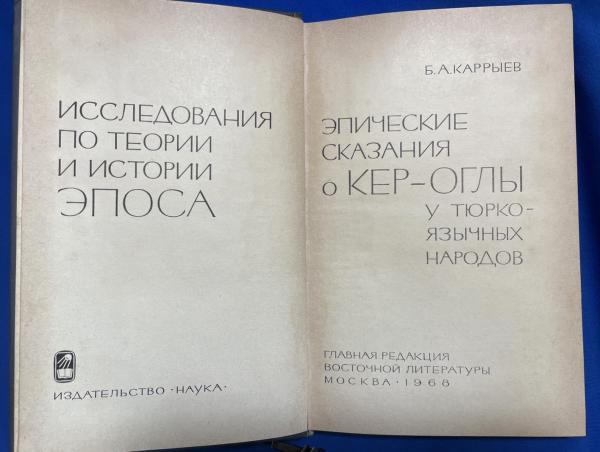 ИССЛЕДОВАНИЯ
ПО ТЕОРИИ
И ИСТОРИИ
ЭПОСА
ИЗДАТЕЛЬСТВО · НАУКА ·
Б. А. КАРРЫЕВ
ЭПИЧЕСКИЕ
СКАЗАНИЯ
О КЕР-ОГЛЫ
У ТЮРКО-
ЯЗЫЧНЫХ
НАРОДОВ
ГЛАВНАЯ РЕДАКЦИЯ
ВОСТОЧНОЙ ЛИТЕРАТУРЫ
МОСКВА · 1968